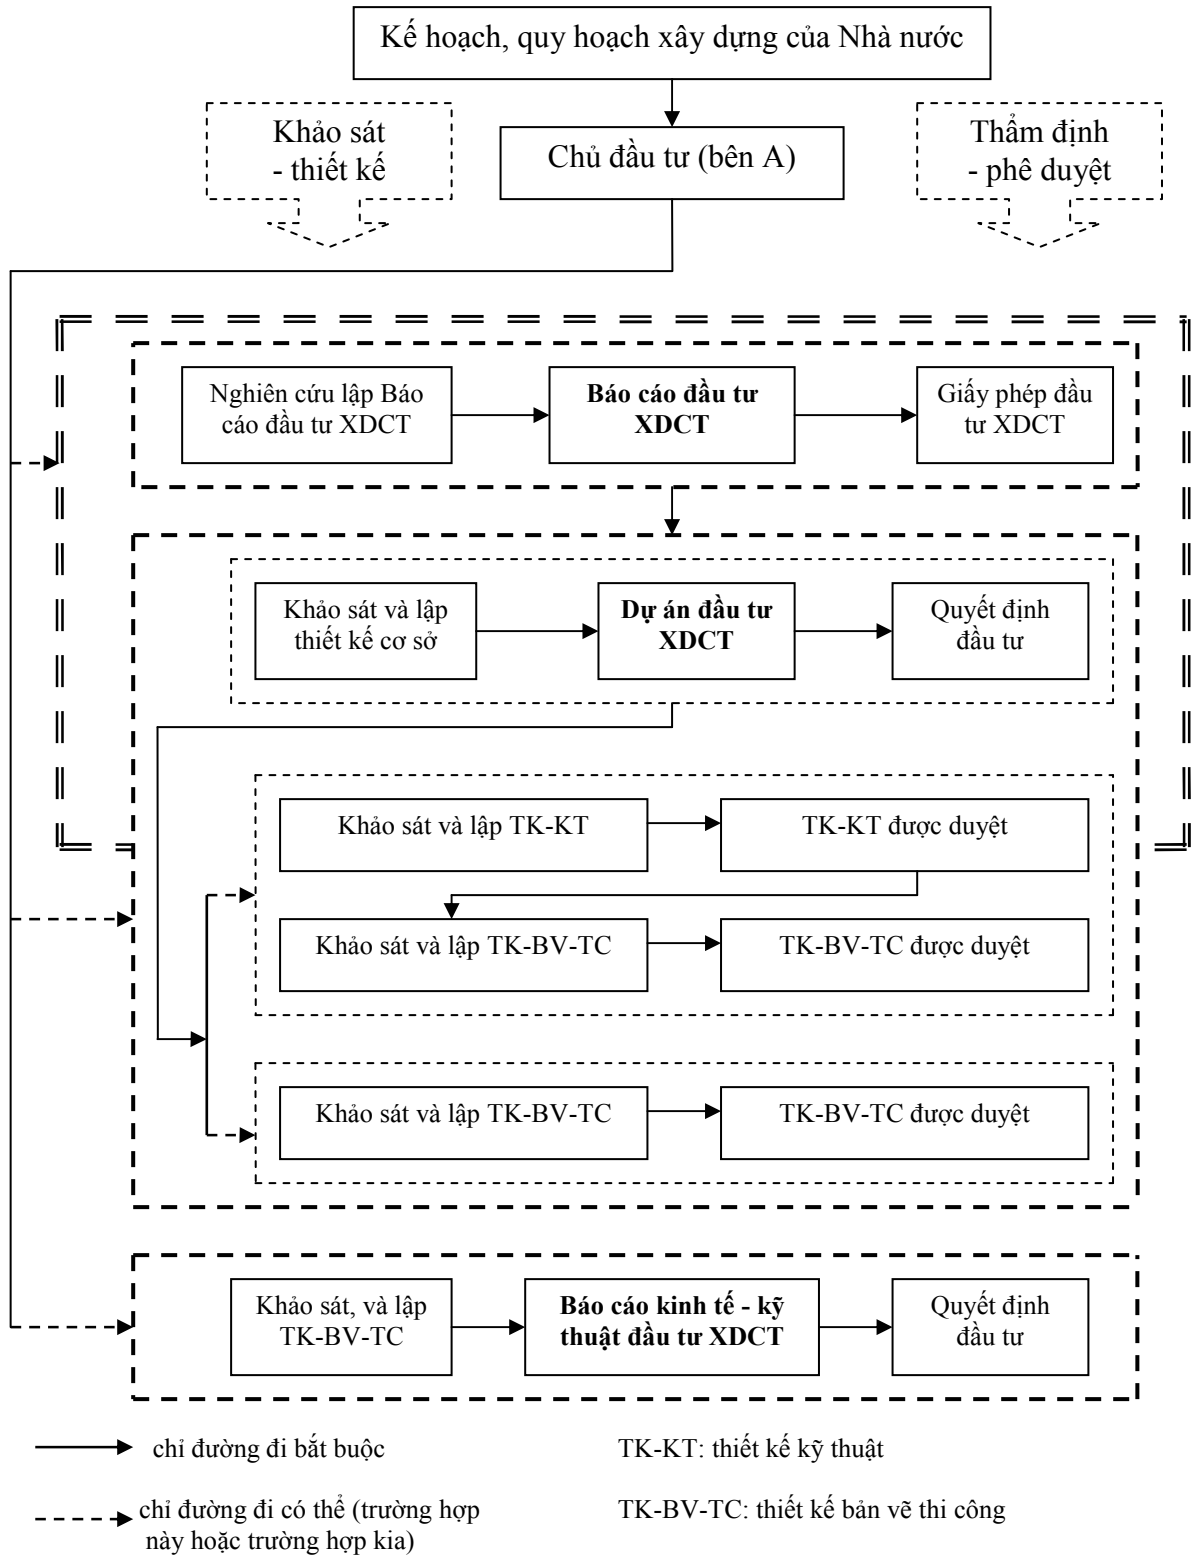 Kế hoạch, quy hoạch xây dựng của Nhà nước
Khảo sát
- thiết kế
Chủ đầu tư (bên A)
Thẩm định
- phê duyệt
Nghiên cứu lập Báo
cáo đầu tư XDCT
Báo cáo đầu tư
XDCT
Giấy phép đầu
tư XDCT
Khảo sát và lập
thiết kế cơ sở
Dự án đầu tư
XDCT
Quyết định
đầu tư
Khảo sát và lập TK-KT
TK-KT được duyệt
Khảo sát và lập TK-BV-TC
TK-BV-TC được duyệt
Khảo sát và lập TK-BV-TC
TK-BV-TC được duyệt
Khảo sát, và lập
TK-BV-TC
Báo cáo kinh tế - kỹ
thuật đầu tư XDCT
Quyết định
đầu tư
chỉ đường đi bắt buộc
TK-KT: thiết kế kỹ thuật
chỉ đường đi có thể (trường hợp
này hoặc trường hợp kia)
TK-BV-TC: thiết kế bản vẽ thi công